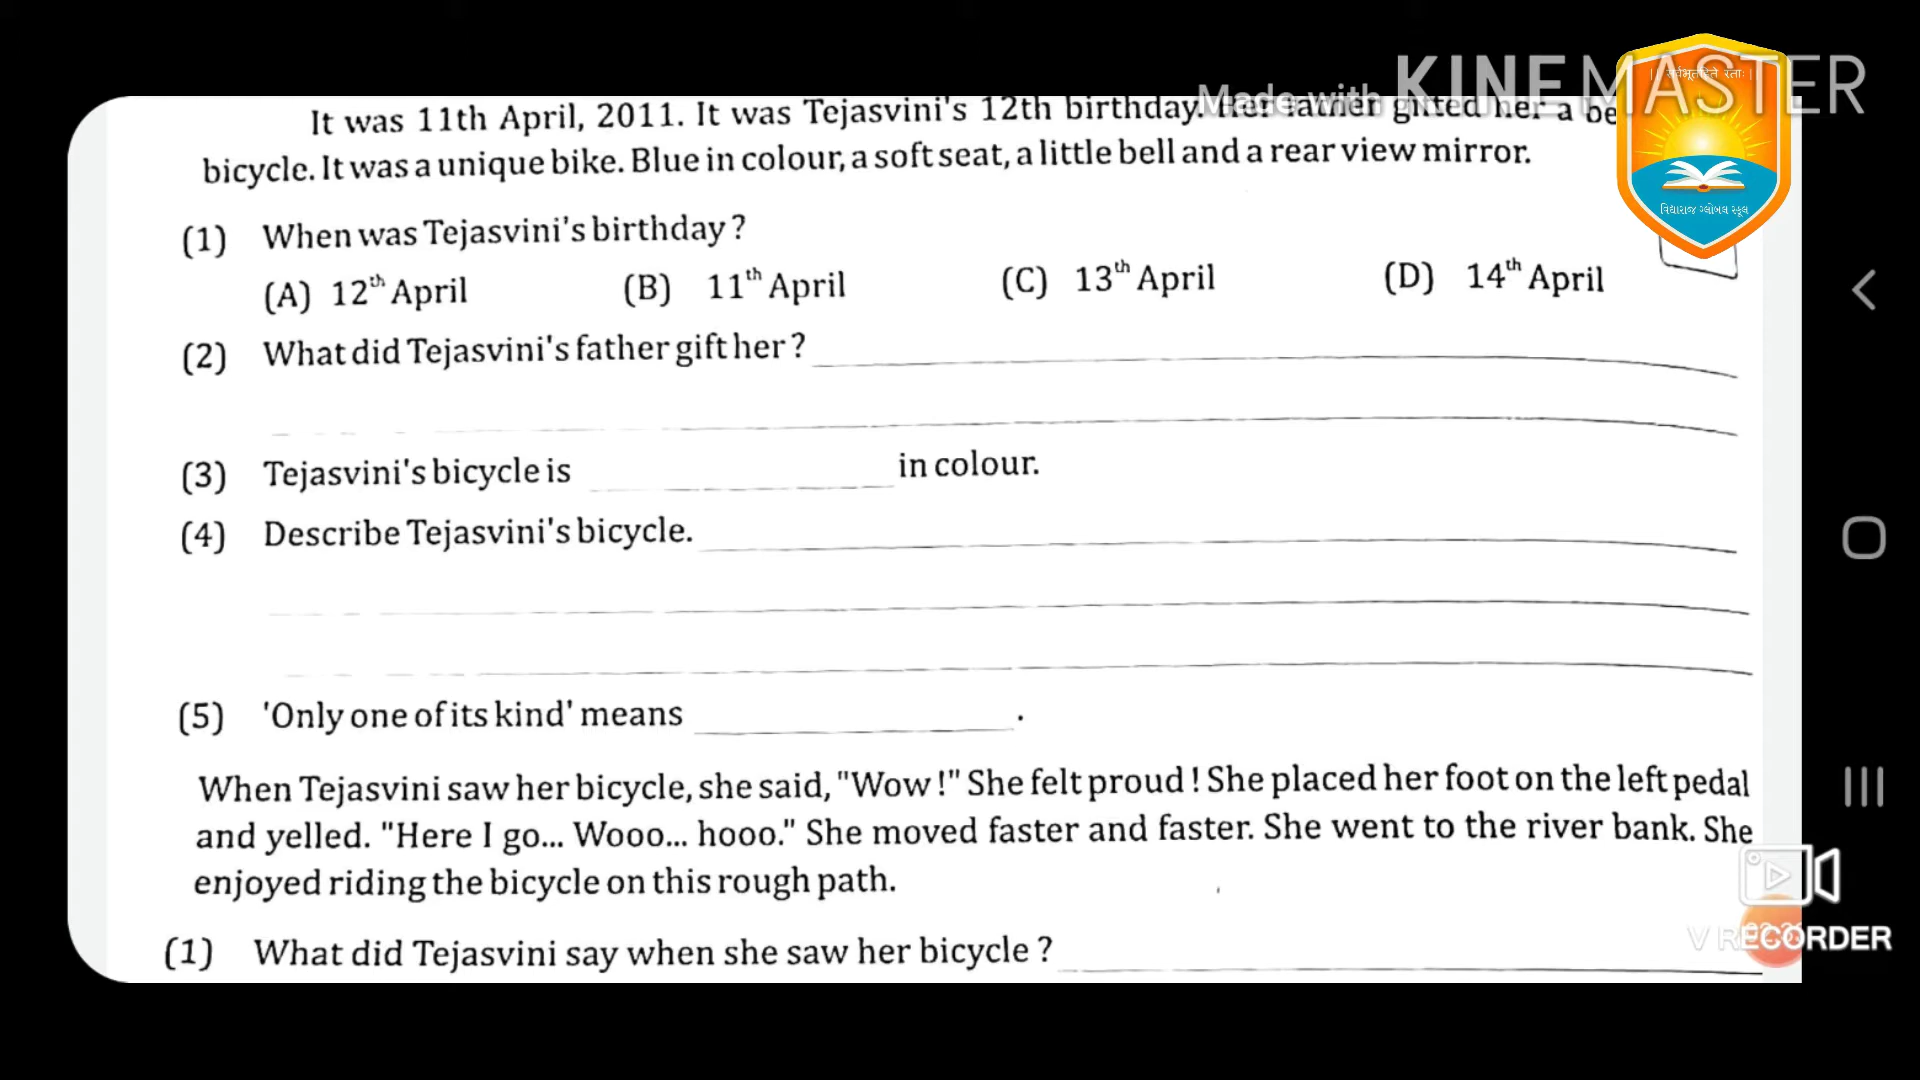 Made with KINEMASTER
It was 11th April, 2011. It was Tejasvini's 12th birthday. Her father gifted her a be
bicycle. It was a unique bike. Blue in colour, a soft seat, a little bell and a rear view mirror.
(1) When was Tejasvini's birthday?
(A) 12th April (B) 11th April (C) 13th April (D) 14th April
(2) What did Tejasvini's father gift her?
(3) Tejasvini's bicycle is in colour.
(4) Describe Tejasvini's bicycle.
(5) 'Only one of its kind' means .
When Tejasvini saw her bicycle, she said, "Wow !" She felt proud ! She placed her foot on the left pedal
and yelled. "Here I go... Wooo... hooo." She moved faster and faster. She went to the river bank. She
enjoyed riding the bicycle on this rough path.
(1) What did Tejasvini say when she saw her bicycle ?
વિદ્યારાજ ગ્લોબલ સ્કૂલ
V RECORDER